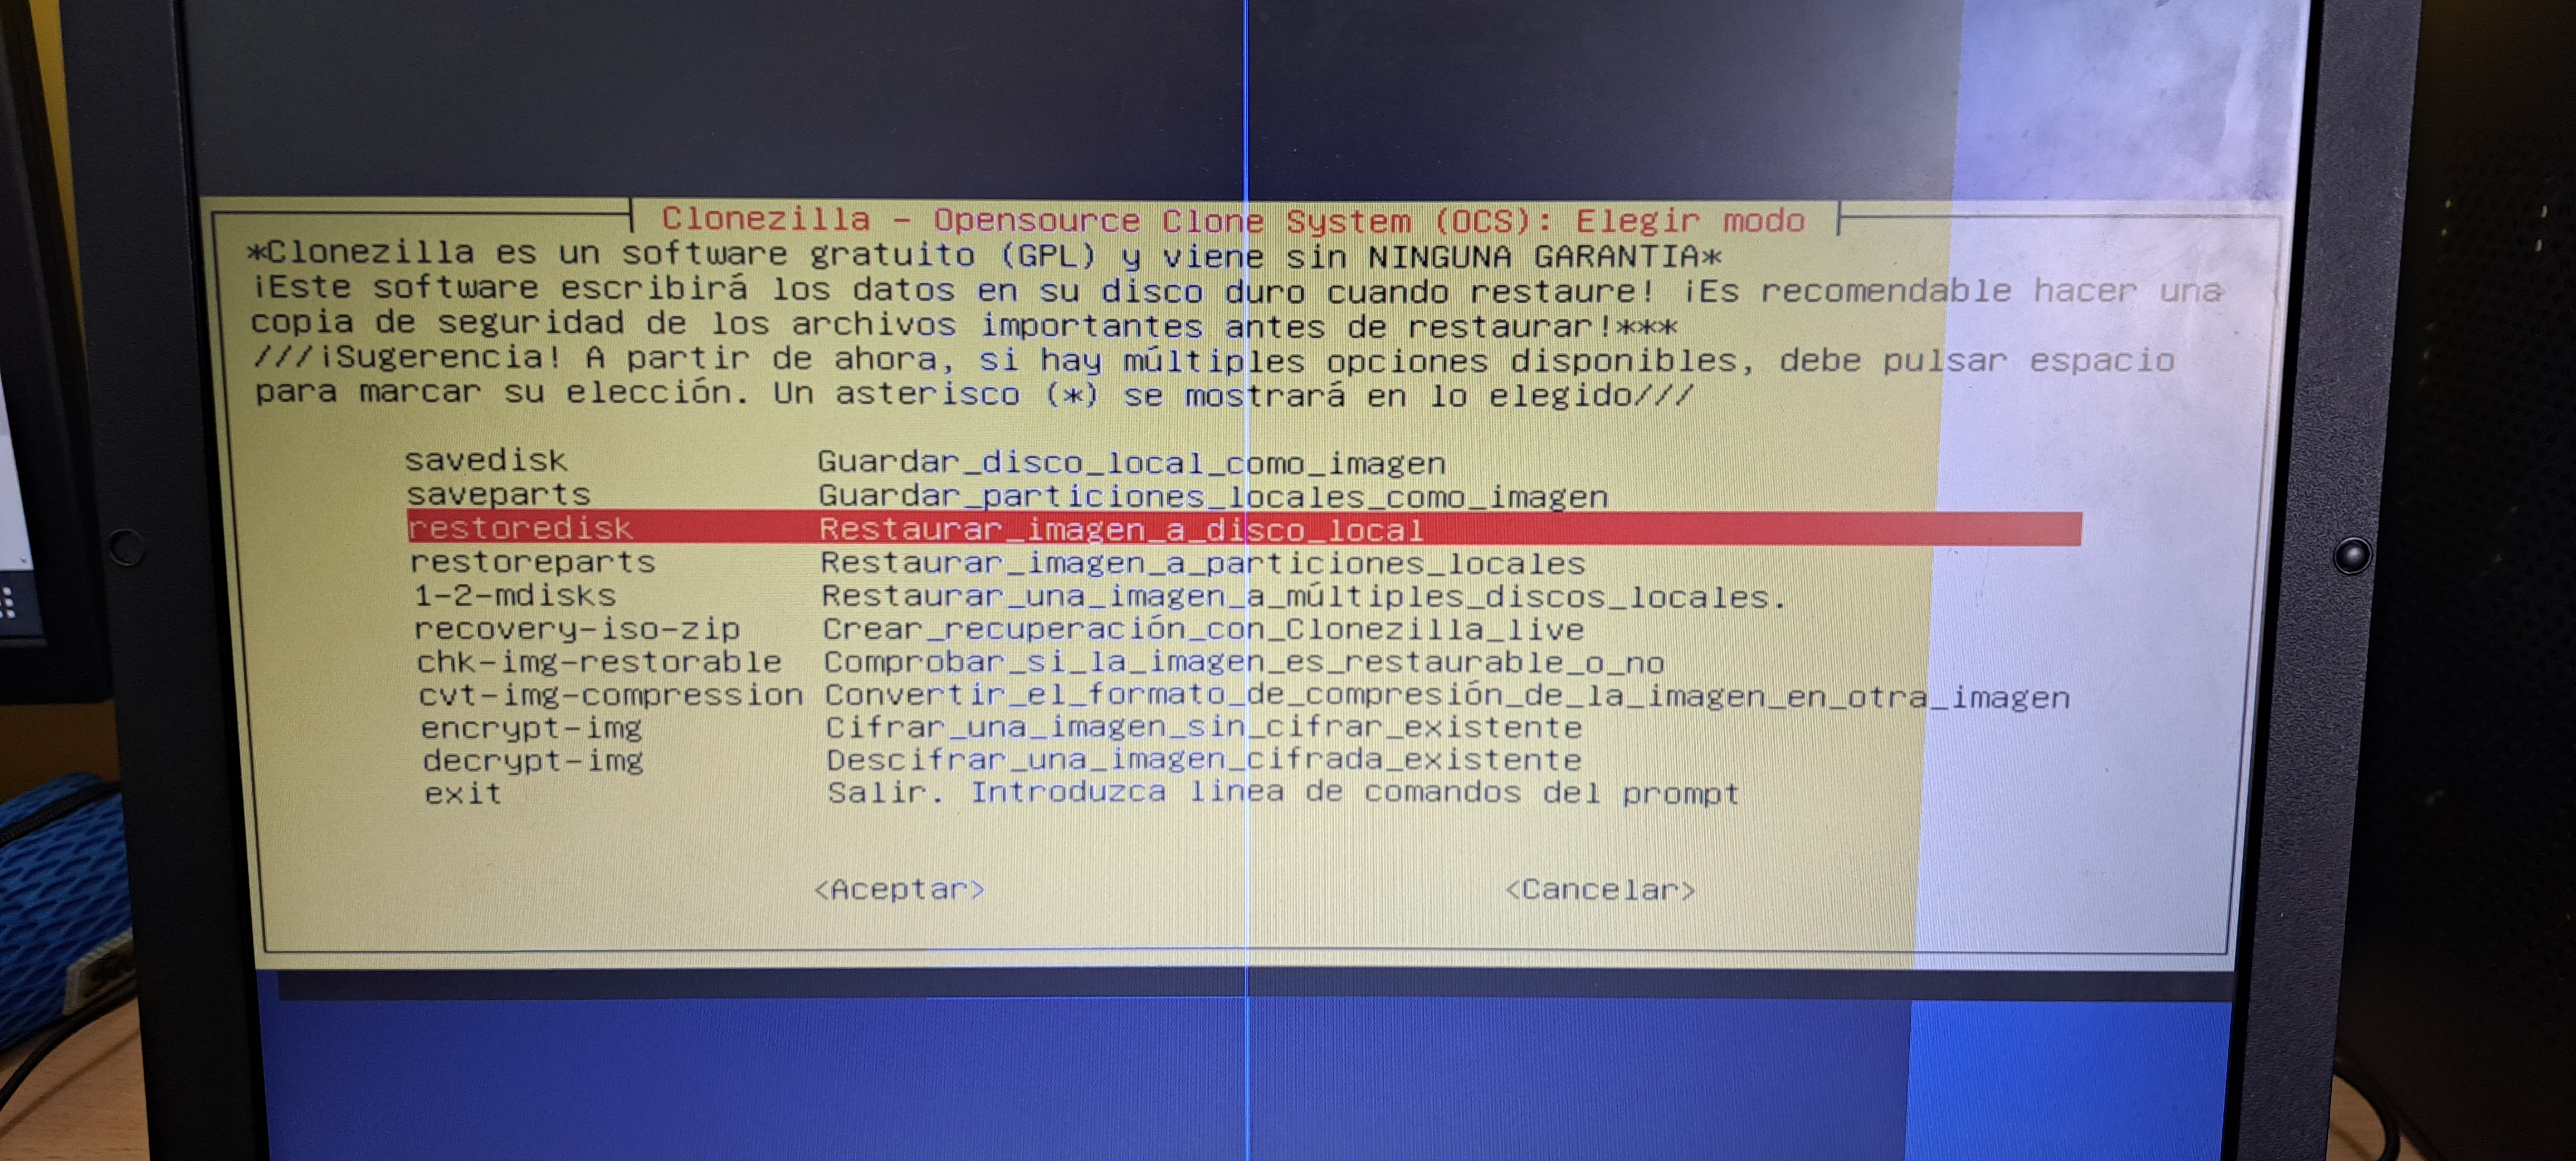 Clonezilla - Opensource Clone System (OCS): Elegir modo
*Clonezilla es un software gratuito (GPL) y viene sin NINGUNA GARANTIA*
¡Este software escribirá los datos en su disco duro cuando restaure! ¡Es recomendable hacer una
copia de seguridad de los archivos importantes antes de restaurar!***
///¡Sugerencia! A partir de ahora, si hay múltiples opciones disponibles, debe pulsar espacio
para marcar su elección. Un asterisco (*) se mostrará en lo elegido///
savedisk Guardar_disco_local_como_imagen
saveparts Guardar_particiones_locales_como_imagen
restoredisk Restaurar_imagen_a_disco_local
restoreparts Restaurar_imagen_a_particiones_locales
1-2-mdisks Restaurar_una_imagen_a_múltiples_discos_locales.
recovery-iso-zip Crear_recuperación_con_Clonezilla_live
chk-img-restorable Comprobar_si_la_imagen_es_restaurable_o_no
cvt-img-compression Convertir_el_formato_de_compresión_de_la_imagen_en_otra_imagen
encrypt-img Cifrar_una_imagen_sin_cifrar_existente
decrypt-img Descifrar_una_imagen_cifrada_existente
exit Salir. Introduzca linea de comandos del prompt
<Aceptar> <Cancelar>